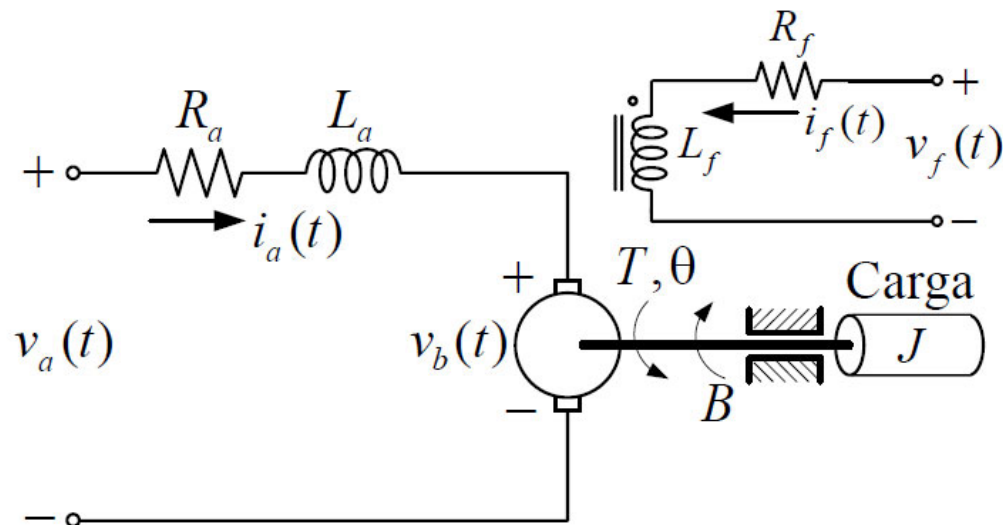 R_f
+
i_f(t)
L_f
v_f(t)
−
R_a
L_a
+
i_a(t)
v_a(t)
+
v_b(t)
−
T, θ
B
Carga
J
−